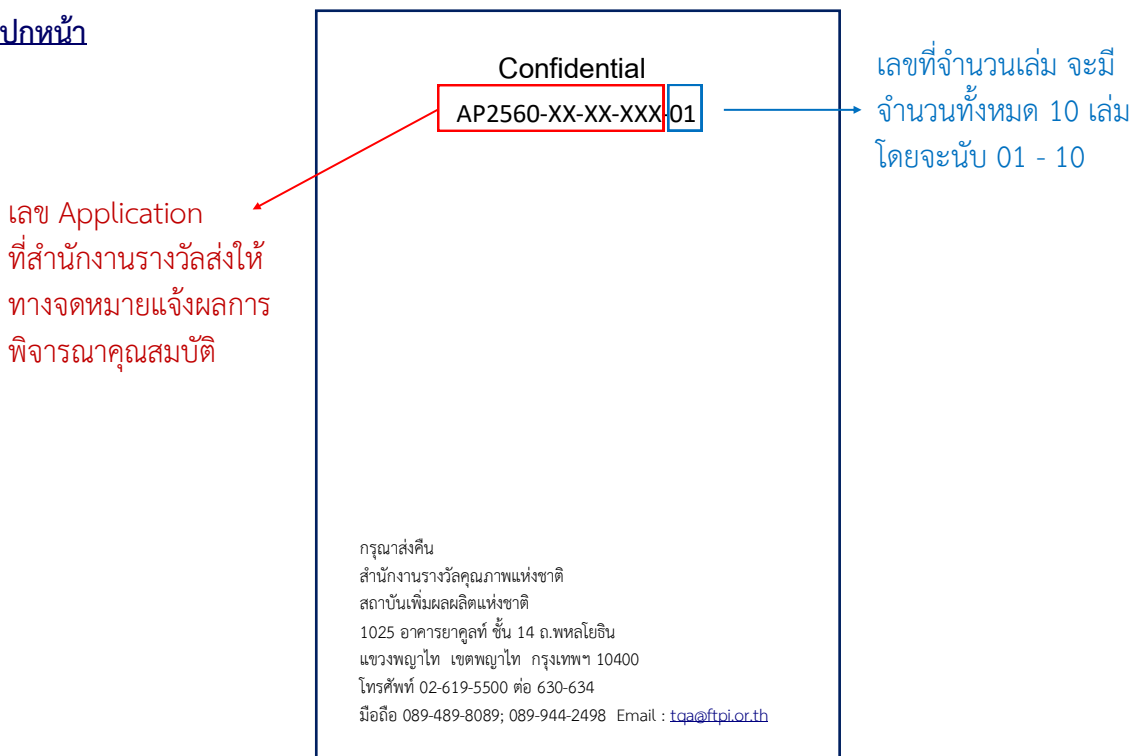 ปกหน้า
Confidential
AP2560-XX-XX-XXX-01
เลขที่จำนวนเล่ม จะมี
จำนวนทั้งหมด 10 เล่ม
โดยจะนับ 01 - 10
เลข Application
ที่สำนักงานรางวัลส่งให้
ทางจดหมายแจ้งผลการ
พิจารณาคุณสมบัติ
กรุณาส่งคืน
สำนักงานรางวัลคุณภาพแห่งชาติ
สถาบันเพิ่มผลผลิตแห่งชาติ
1025 อาคารยาคูลท์ ชั้น 14 ถ.พหลโยธิน
แขวงพญาไท เขตพญาไท กรุงเทพฯ 10400
โทรศัพท์ 02-619-5500 ต่อ 630-634
มือถือ 089-489-8089; 089-944-2498 Email : tqa@ftpi.or.th